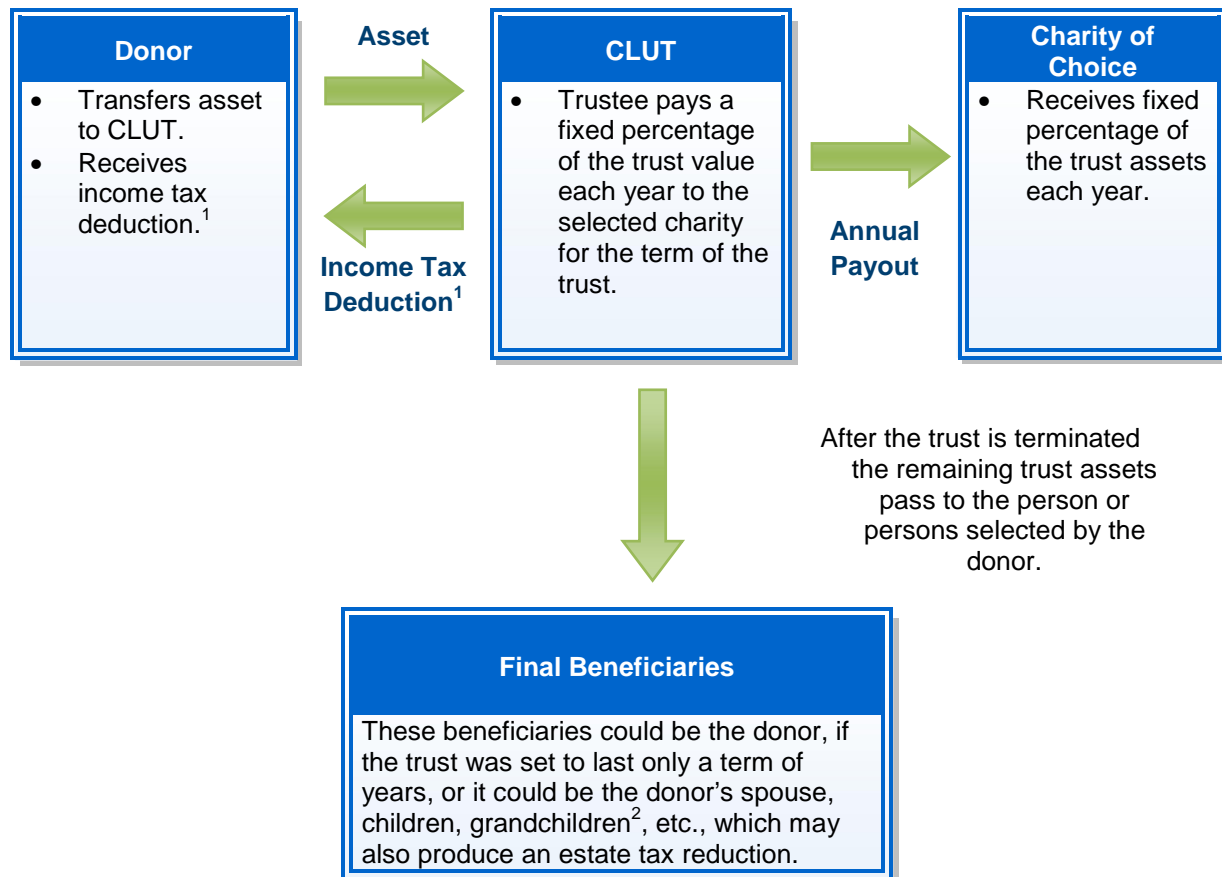 Donor
• Transfers asset
to CLUT.
• Receives
income tax
deduction.1
Asset
Income Tax
Deduction1
CLUT
• Trustee pays a
fixed percentage
of the trust value
each year to the
selected charity
for the term of the
trust.
Annual
Payout
Charity of
Choice
• Receives fixed
percentage of
the trust assets
each year.
After the trust is terminated
the remaining trust assets
pass to the person or
persons selected by the
donor.
Final Beneficiaries
These beneficiaries could be the donor, if
the trust was set to last only a term of
years, or it could be the donor’s spouse,
children, grandchildren2, etc., which may
also produce an estate tax reduction.